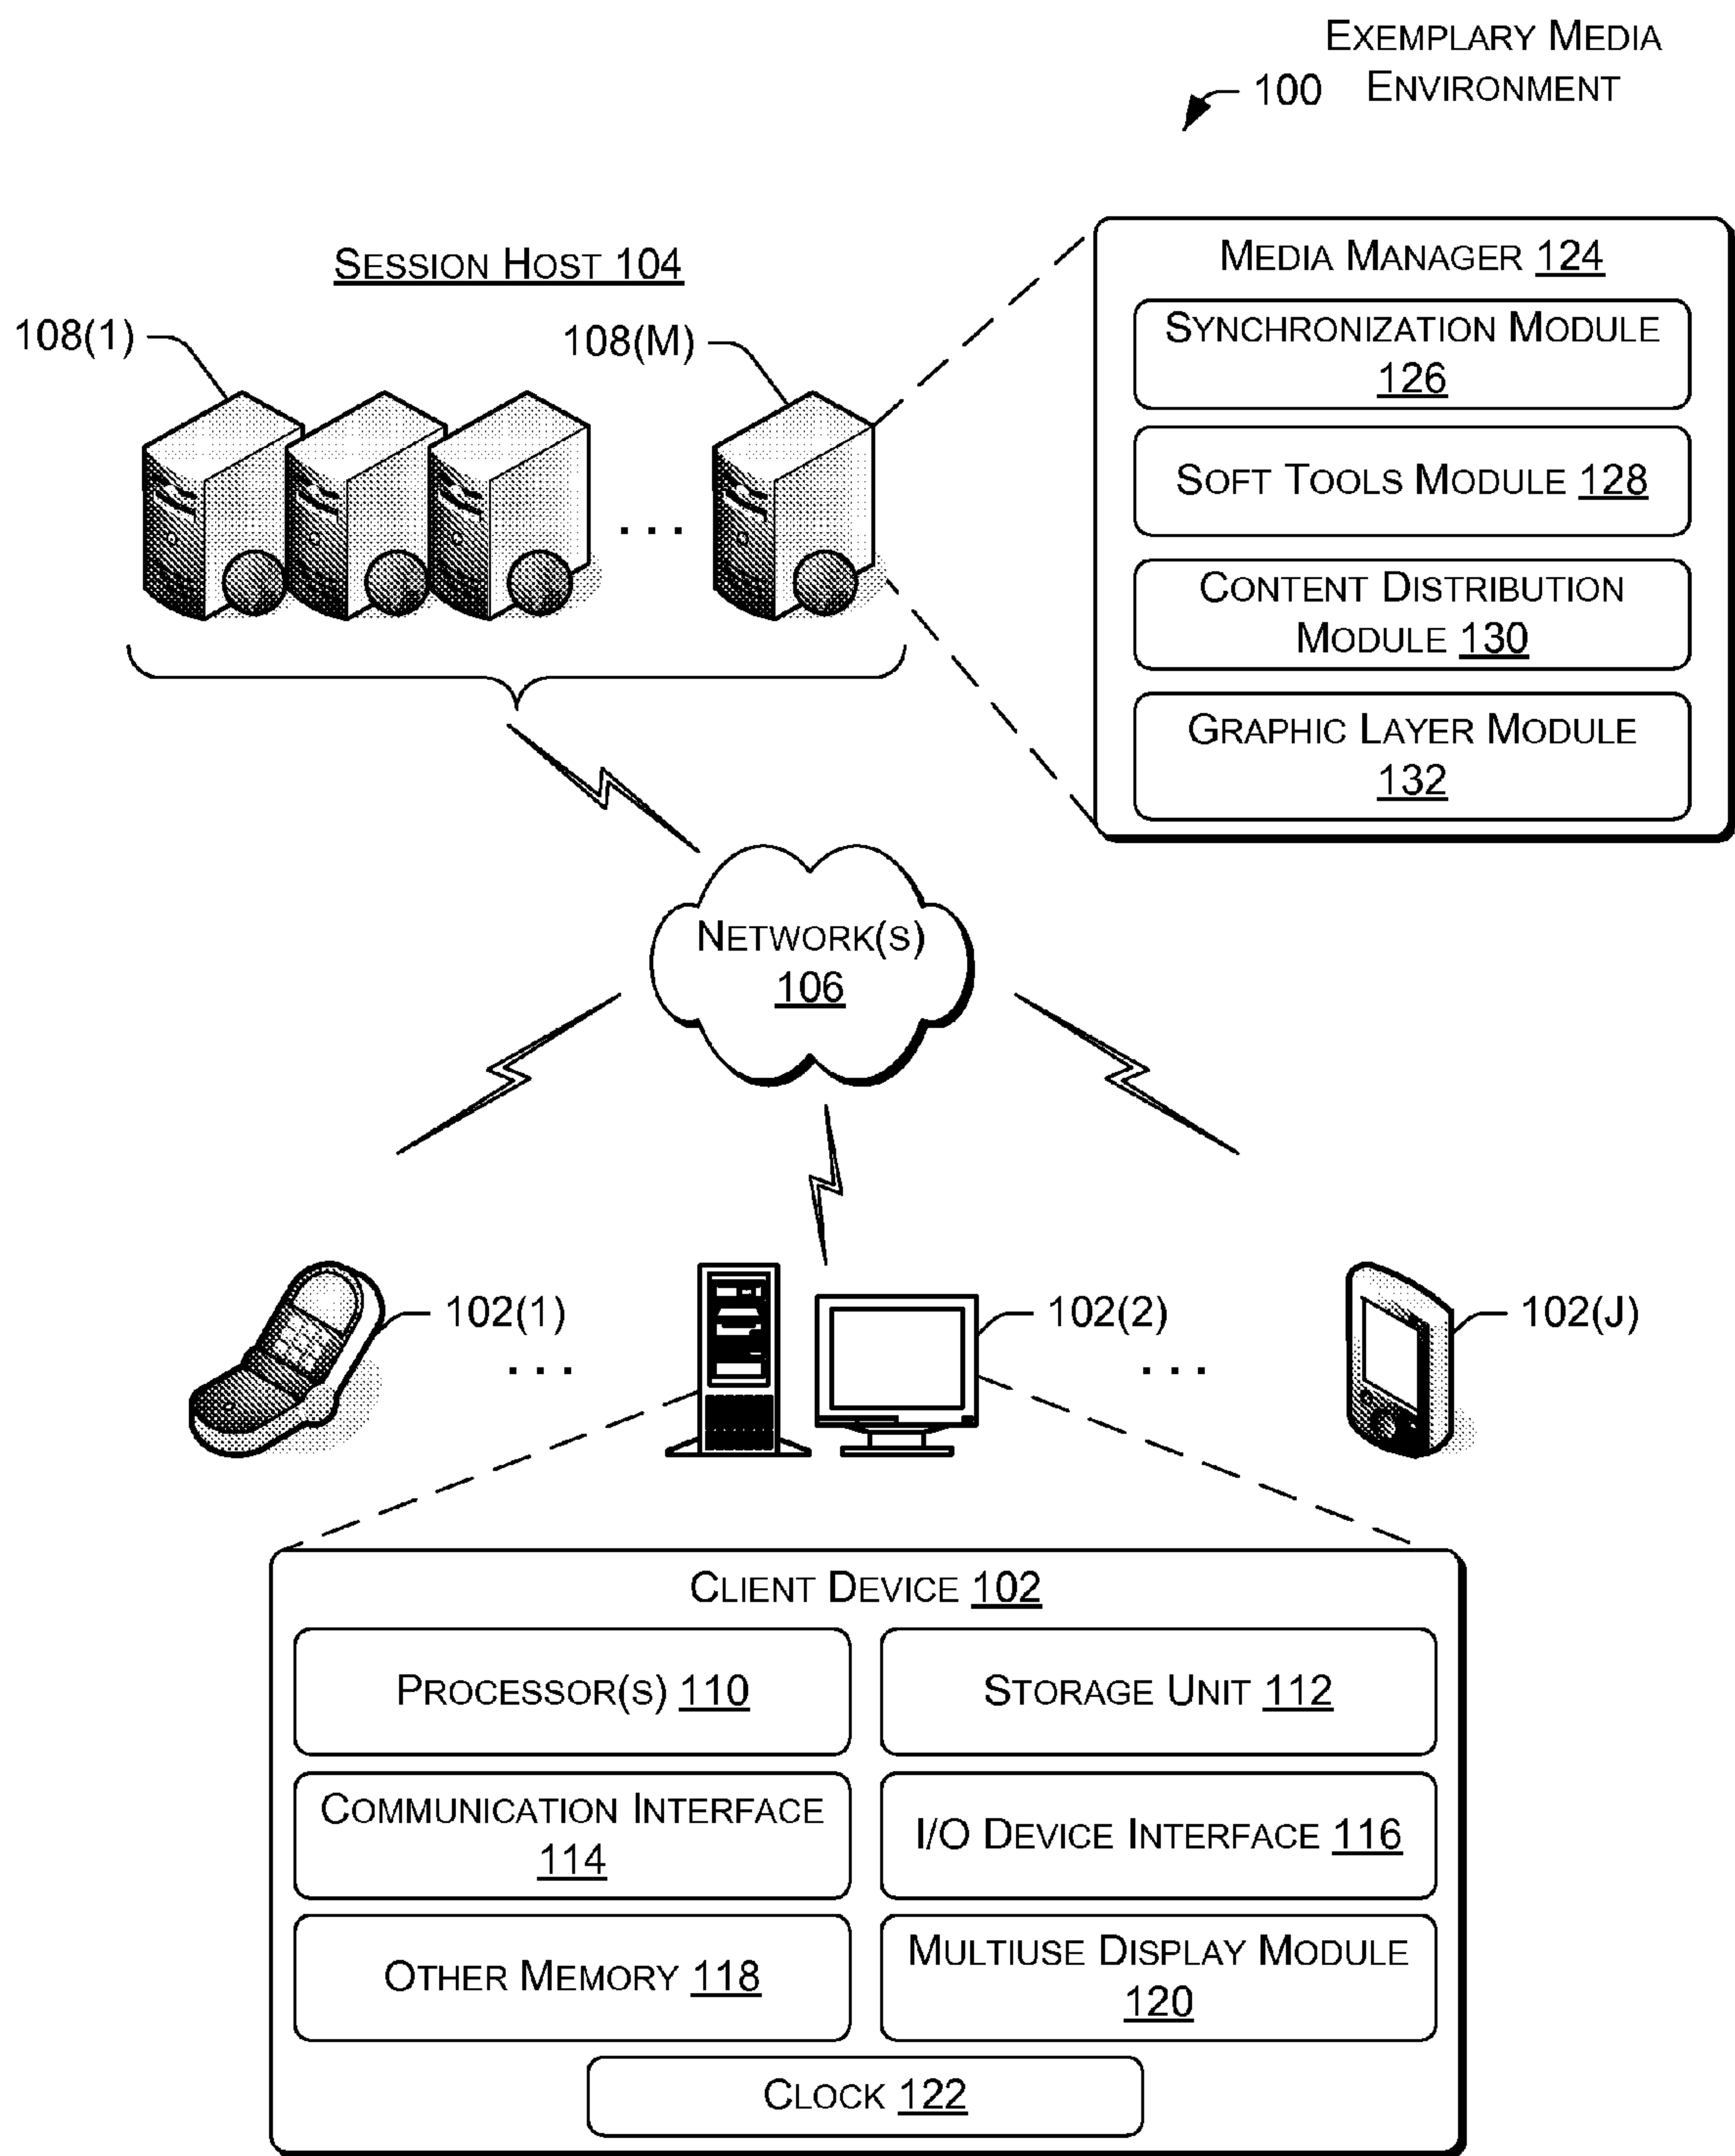 EXEMPLARY MEDIA
100 ENVIRONMENT
SESSION HOST 104
108(1)
108(M)
. . .
MEDIA MANAGER 124
SYNCHRONIZATION MODULE
126
SOFT TOOLS MODULE 128
CONTENT DISTRIBUTION
MODULE 130
GRAPHIC LAYER MODULE
132
NETWORK(S)
106
102(1)
. . .
102(2)
. . .
102(J)
CLIENT DEVICE 102
PROCESSOR(S) 110
STORAGE UNIT 112
COMMUNICATION INTERFACE
114
I/O DEVICE INTERFACE 116
OTHER MEMORY 118
MULTIUSE DISPLAY MODULE
120
CLOCK 122